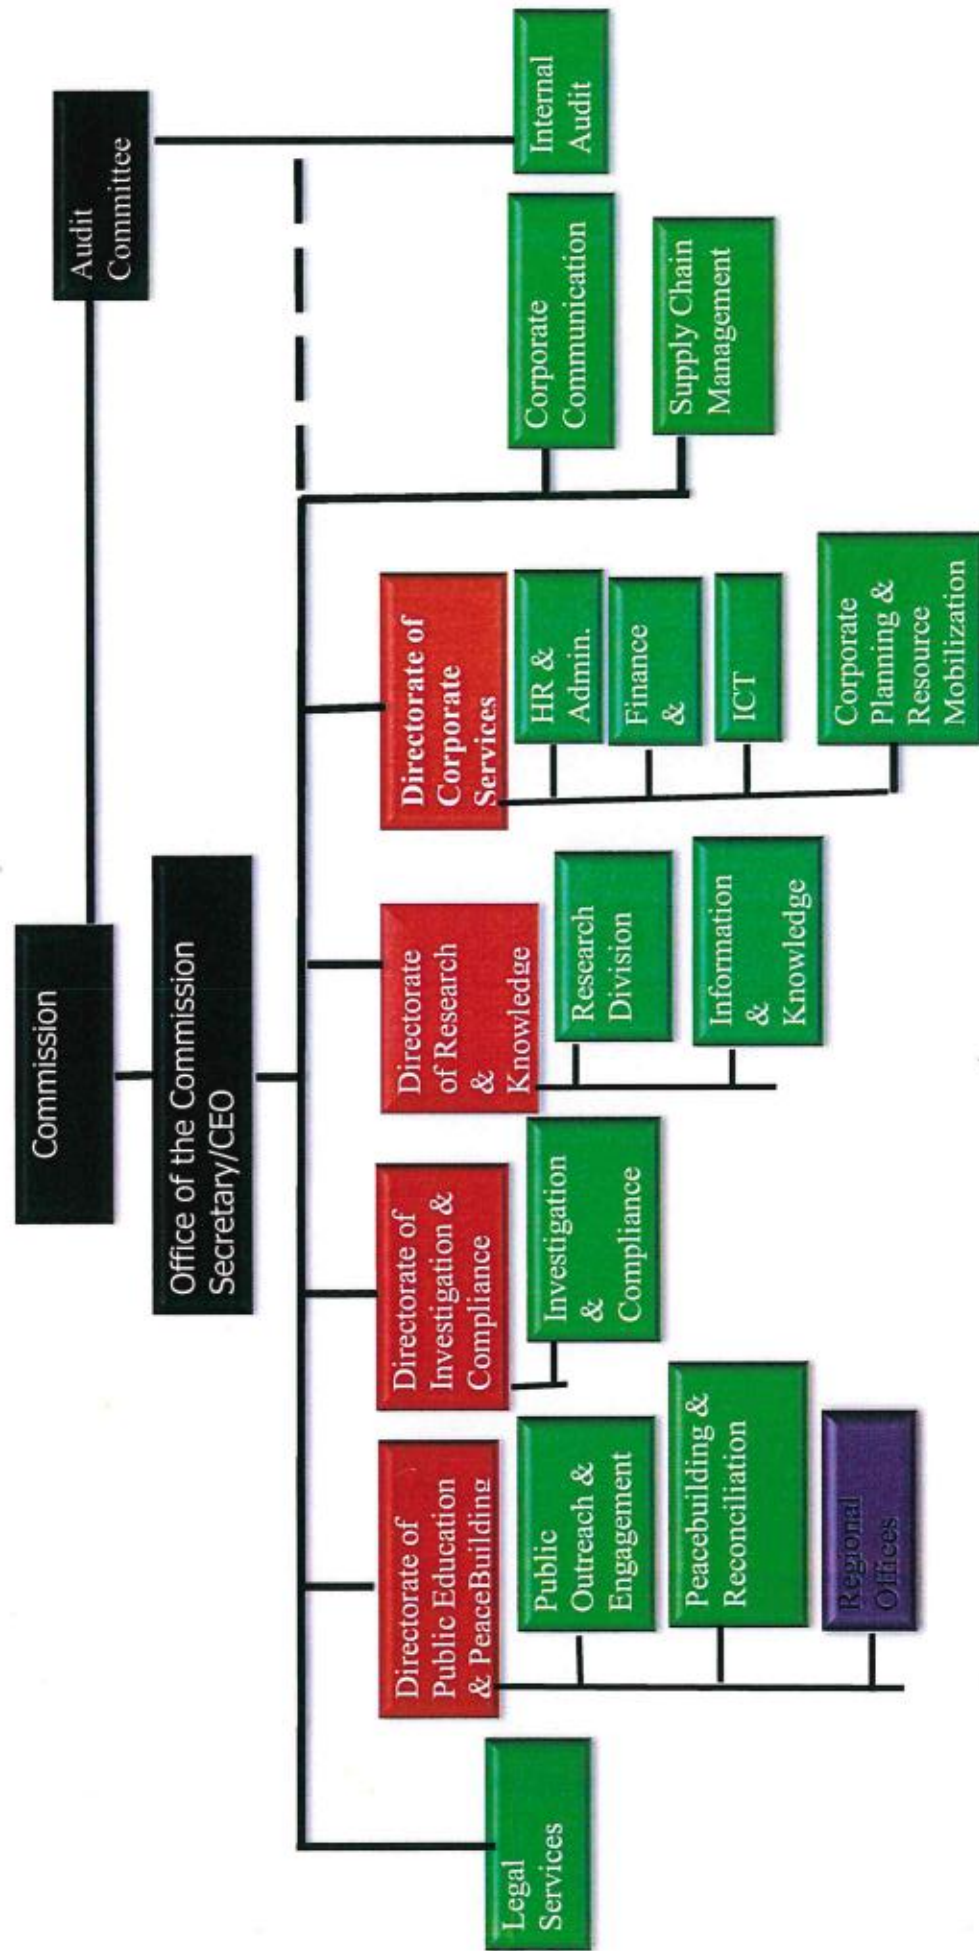 Commission
Audit
Committee
Office of the Commission
Secretary/CEO
Legal
Services
Directorate of
Public Education
& PeaceBuilding
Public
Outreach &
Engagement
Peacebuilding &
Reconciliation
Regional
Offices
Directorate of
Investigation &
Compliance
Investigation
&
Compliance
Directorate
of Research
&
Knowledge
Research
Division
Information
&
Knowledge
Directorate of
Corporate
Services
HR &
Admin.
Finance
&
ICT
Corporate
Planning &
Resource
Mobilization
Corporate
Communication
Supply Chain
Management
Internal
Audit